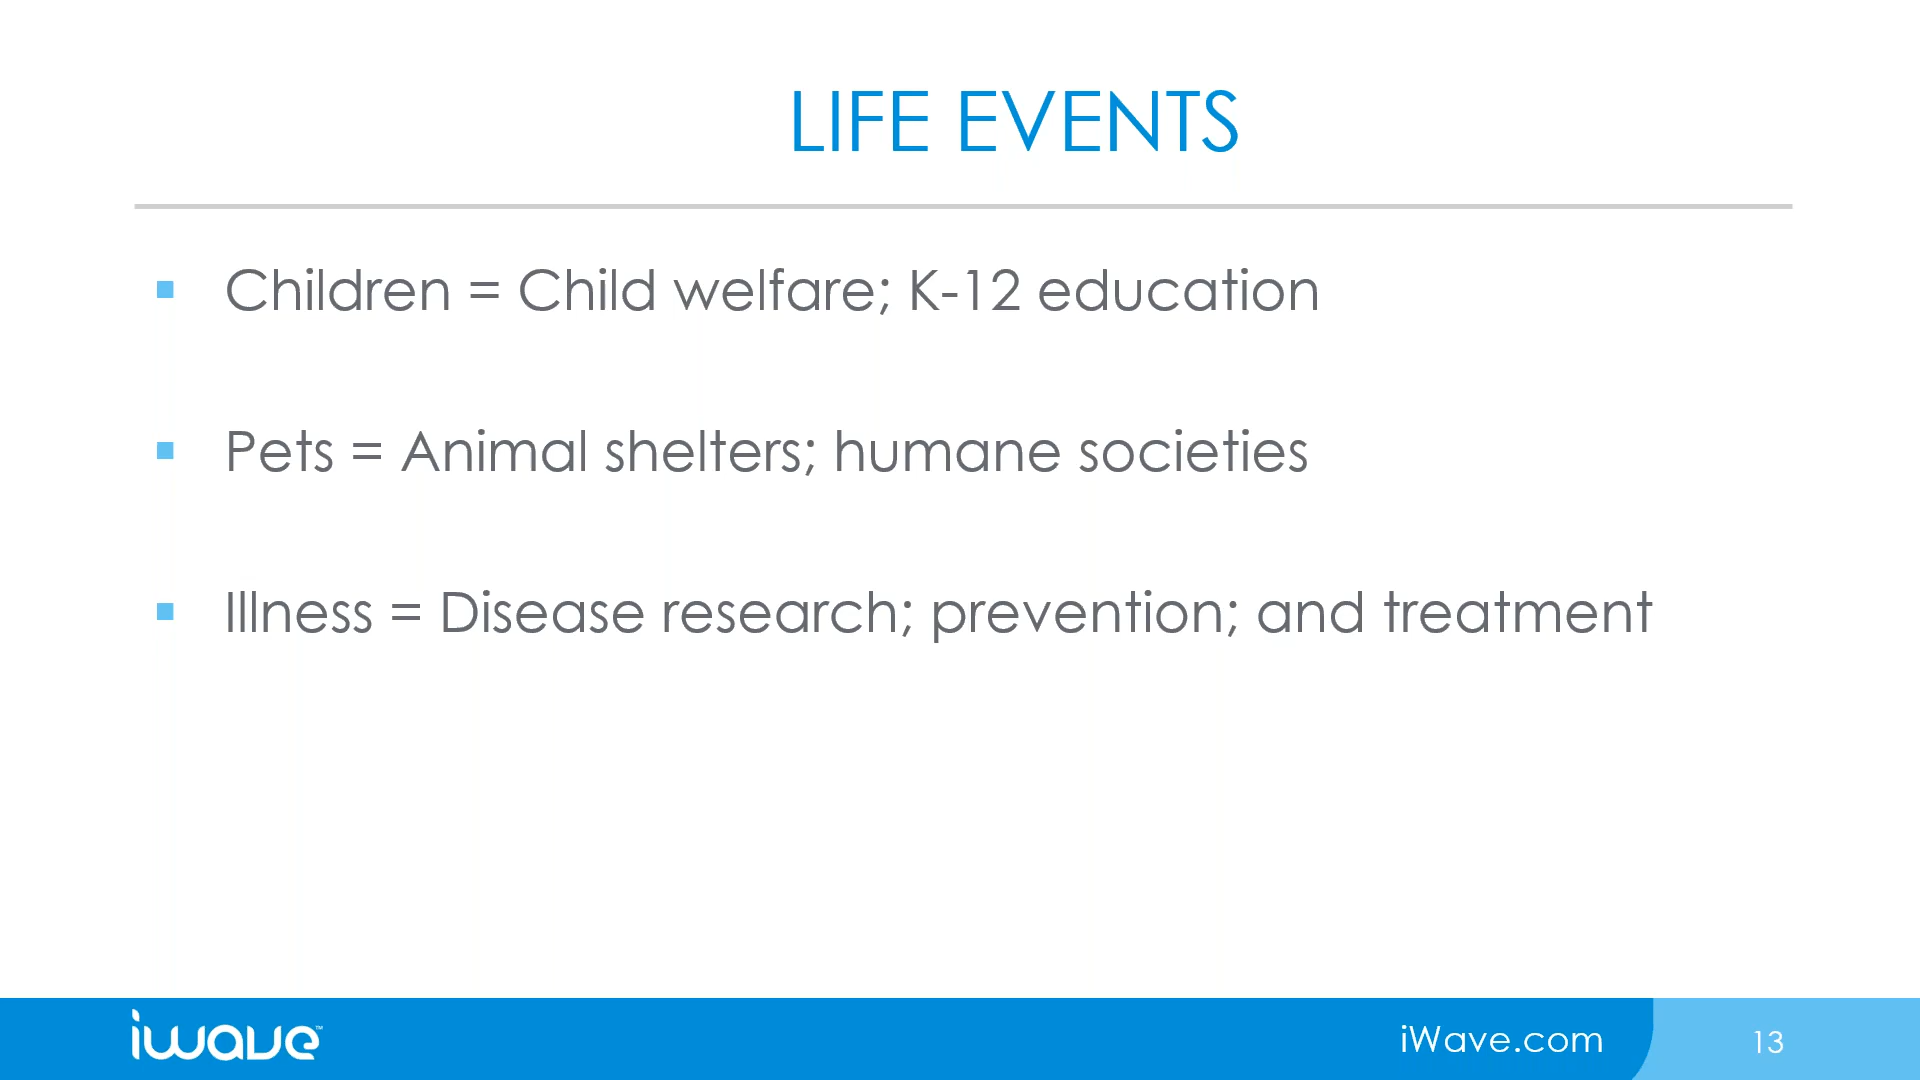 LIFE EVENTS
Children = Child welfare; K-12 education
Pets = Animal shelters; humane societies
Illness = Disease research; prevention; and treatment
iwave™
iWave.com
13